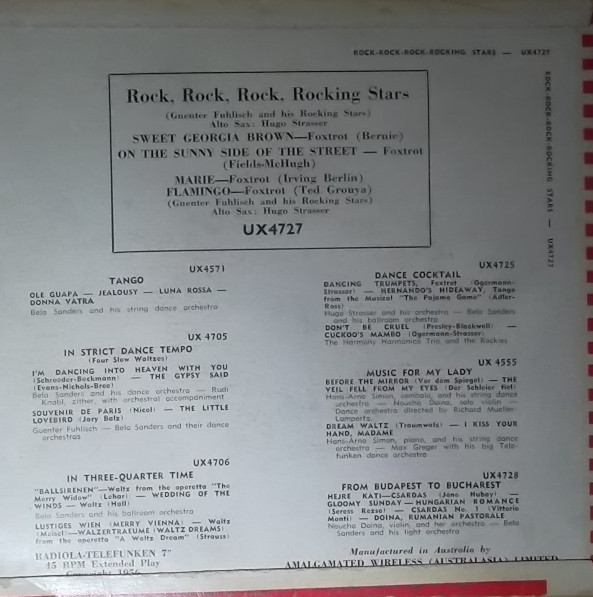 ROCK-ROCK-ROCK-ROCKING STARS — UX4727
ROCK-ROCK-ROCK-ROCKING STARS — UX4727
Rock, Rock, Rock, Rocking Stars
(Guenter Fuhlisch and his Rocking Stars)
Alto Sax: Hugo Strasser
SWEET GEORGIA BROWN—Foxtrot (Bernie)
ON THE SUNNY SIDE OF THE STREET — Foxtrot
(Fields-McHugh)
MARIE—Foxtrot (Irving Berlin)
FLAMINGO—Foxtrot (Ted Grouya)
(Guenter Fuhlisch and his Rocking Stars)
Alto Sax: Hugo Strasser
UX4727
UX4571
TANGO
OLE GUAPA — JEALOUSY — LUNA ROSSA —
DONNA VATRA
Bela Sanders and his string dance orchestra
UX 4705
IN STRICT DANCE TEMPO
(Four Slow Waltzes)
I'M DANCING INTO HEAVEN WITH YOU
(Schroeder-Beckmann) — THE GYPSY SAID
(Evans-Nichols-Bree)
Bela Sanders and his dance orchestra — Rudi
Knabl, zither, with orchestral accompaniment
SOUVENIR DE PARIS (Nicol) — THE LITTLE
LOVEBIRD (Jary Balz)
Guenter Fuhlisch — Bela Sanders and their dance
orchestras
UX4706
IN THREE-QUARTER TIME
"BALLSIRENEN"—Waltz from the operetta "The
Merry Widow" (Lehar) — WEDDING OF THE
WINDS — Waltz (Hall)
Bela Sanders and his ballroom orchestra
LUSTIGES WIEN (MERRY VIENNA) — Waltz
(Meisel)—WALZERTRAUME (WALTZ DREAMS)
from the operetta "A Waltz Dream" (Strauss)
RADIOLA-TELEFUNKEN 7"
45 RPM Extended Play
Copyright 1956
UX4725
DANCE COCKTAIL
DANCING TRUMPETS, Foxtrot (Ogermann-
Strasser) — HERNANDO'S HIDEAWAY, Tango
from the Musical "The Pajama Game" (Adler-
Ross)
Hugo Strasser and his orchestra — Bela Sanders
and his ballroom orchestra
DON'T BE CRUEL (Presley-Blackwell) —
CUCKOO'S MAMBO (Ogermann-Strasser)
The Harmony Harmonica Trio and the Rockies
UX 4555
MUSIC FOR MY LADY
BEFORE THE MIRROR (Vor dem Spiegel) — THE
VEIL FELL FROM MY EYES (Der Schleier fiel)
Hans-Arno Simon, cembalo, and his string dance
orchestra — Noucha Doina, solo violin —
Dance orchestra directed by Richard Mueller-
Lampertz
DREAM WALTZ (Traumwals) — I KISS YOUR
HAND, MADAME
Hans-Arno Simon, piano, and his string dance
orchestra — Max Greger with his big Tele-
funken dance orchestra
UX4728
FROM BUDAPEST TO BUCHAREST
HEJRE KATI—CSARDAS (Jeno Hubay) —
GLOOMY SUNDAY — HUNGARIAN ROMANCE
(Seress Rezso) — CSARDAS No. 1 (Vittorio
Monti) — DOINA, RUMANIAN PASTORALE
Noucha Doina, violin, and her orchestra — Bela
Sanders and his light orchestra
Manufactured in Australia by
AMALGAMATED WIRELESS (AUSTRALASIA) LIMITED